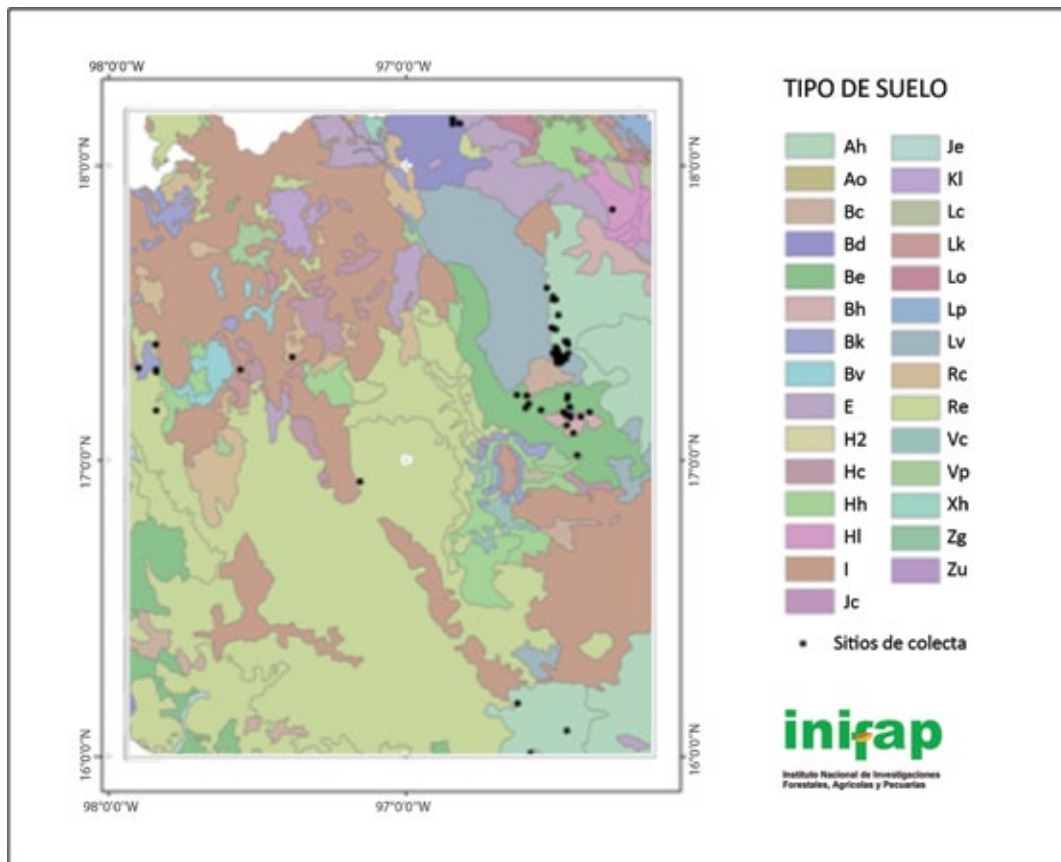 98°0'0"W
97°0'0"W
18°0'0"N
18°0'0"N
17°0'0"N
17°0'0"N
16°0'0"N
16°0'0"N
98°0'0"W
97°0'0"W
TIPO DE SUELO
Ah
Ao
Bc
Bd
Be
Bh
Bk
Bv
E
H2
Hc
Hh
Hl
I
Jc
Je
Kl
Lc
Lk
Lo
Lp
Lv
Rc
Re
Vc
Vp
Xh
Zg
Zu
Sitios de colecta
inifap
Instituto Nacional de Investigaciones
Forestales, Agrícolas y Pecuarias